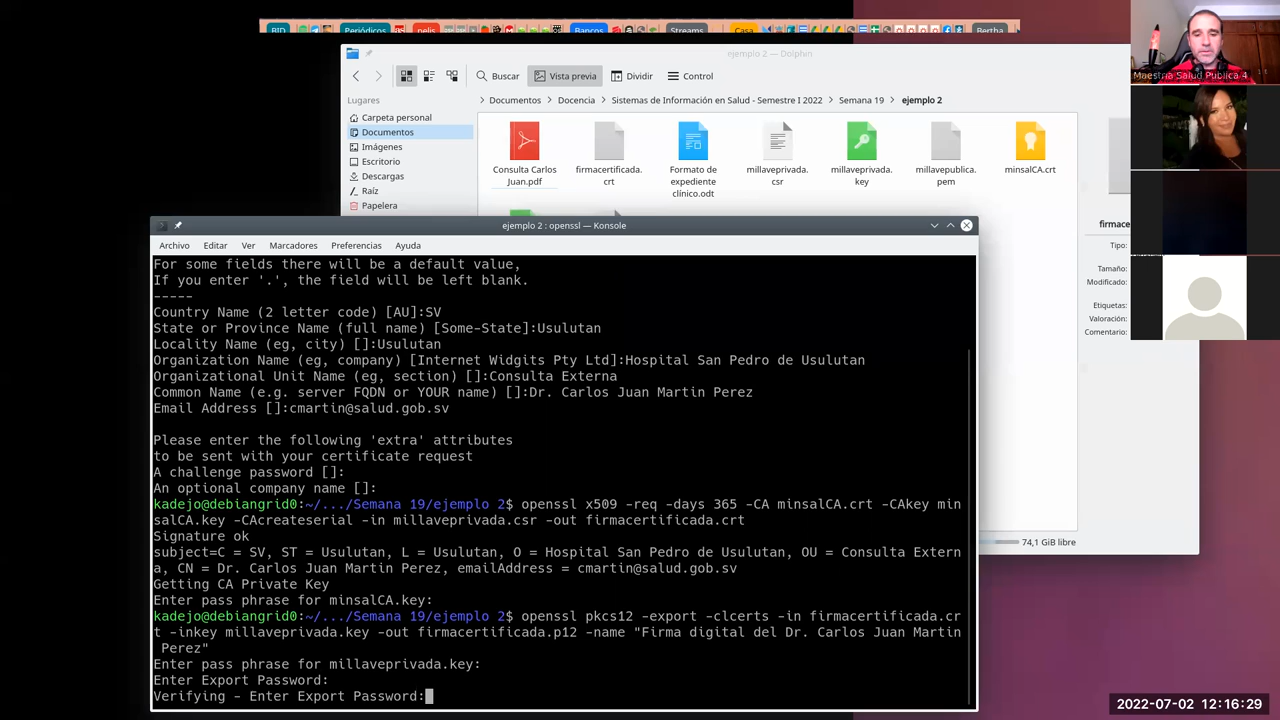 BID
Periódicos
nelis
Bancos
Streams
Casa
Bertha
ejemplo 2 — Dolphin
Buscar
Vista previa
Dividir
Control
Maestria Salud Publica 4
Lugares
Documentos
Docencia
Sistemas de Información en Salud - Semestre I 2022
Semana 19
ejemplo 2
Carpeta personal
Documentos
Imágenes
Escritorio
Descargas
Raíz
Papelera
Consulta Carlos
Juan.pdf
firmacertificada.
crt
Formato de
expediente
clínico.odt
millaveprivada.
csr
millaveprivada.
key
millavepublica.
pem
minsalCA.crt
firmace
Tipo:
Tamaño:
Modificado:
Etiquetas:
Valoración:
Comentario:
74,1 GiB libre
ejemplo 2 : openssl — Konsole
Archivo Editar Ver Marcadores Preferencias Ayuda
For some fields there will be a default value,
If you enter '.', the field will be left blank.
-----
Country Name (2 letter code) [AU]:SV
State or Province Name (full name) [Some-State]:Usulutan
Locality Name (eg, city) []:Usulutan
Organization Name (eg, company) [Internet Widgits Pty Ltd]:Hospital San Pedro de Usulutan
Organizational Unit Name (eg, section) []:Consulta Externa
Common Name (e.g. server FQDN or YOUR name) []:Dr. Carlos Juan Martin Perez
Email Address []:cmartin@salud.gob.sv
Please enter the following 'extra' attributes
to be sent with your certificate request
A challenge password []:
An optional company name []:
kadejo@debiangrid0:~/.../Semana 19/ejemplo 2$ openssl x509 -req -days 365 -CA minsalCA.crt -CAkey min
salCA.key -CAcreateserial -in millaveprivada.csr -out firmacertificada.crt
Signature ok
subject=C = SV, ST = Usulutan, L = Usulutan, O = Hospital San Pedro de Usulutan, OU = Consulta Extern
a, CN = Dr. Carlos Juan Martin Perez, emailAddress = cmartin@salud.gob.sv
Getting CA Private Key
Enter pass phrase for minsalCA.key:
kadejo@debiangrid0:~/.../Semana 19/ejemplo 2$ openssl pkcs12 -export -clcerts -in firmacertificada.cr
t -inkey millaveprivada.key -out firmacertificada.p12 -name "Firma digital del Dr. Carlos Juan Martin
Perez"
Enter pass phrase for millaveprivada.key:
Enter Export Password:
Verifying - Enter Export Password:
2022-07-02 12:16:29